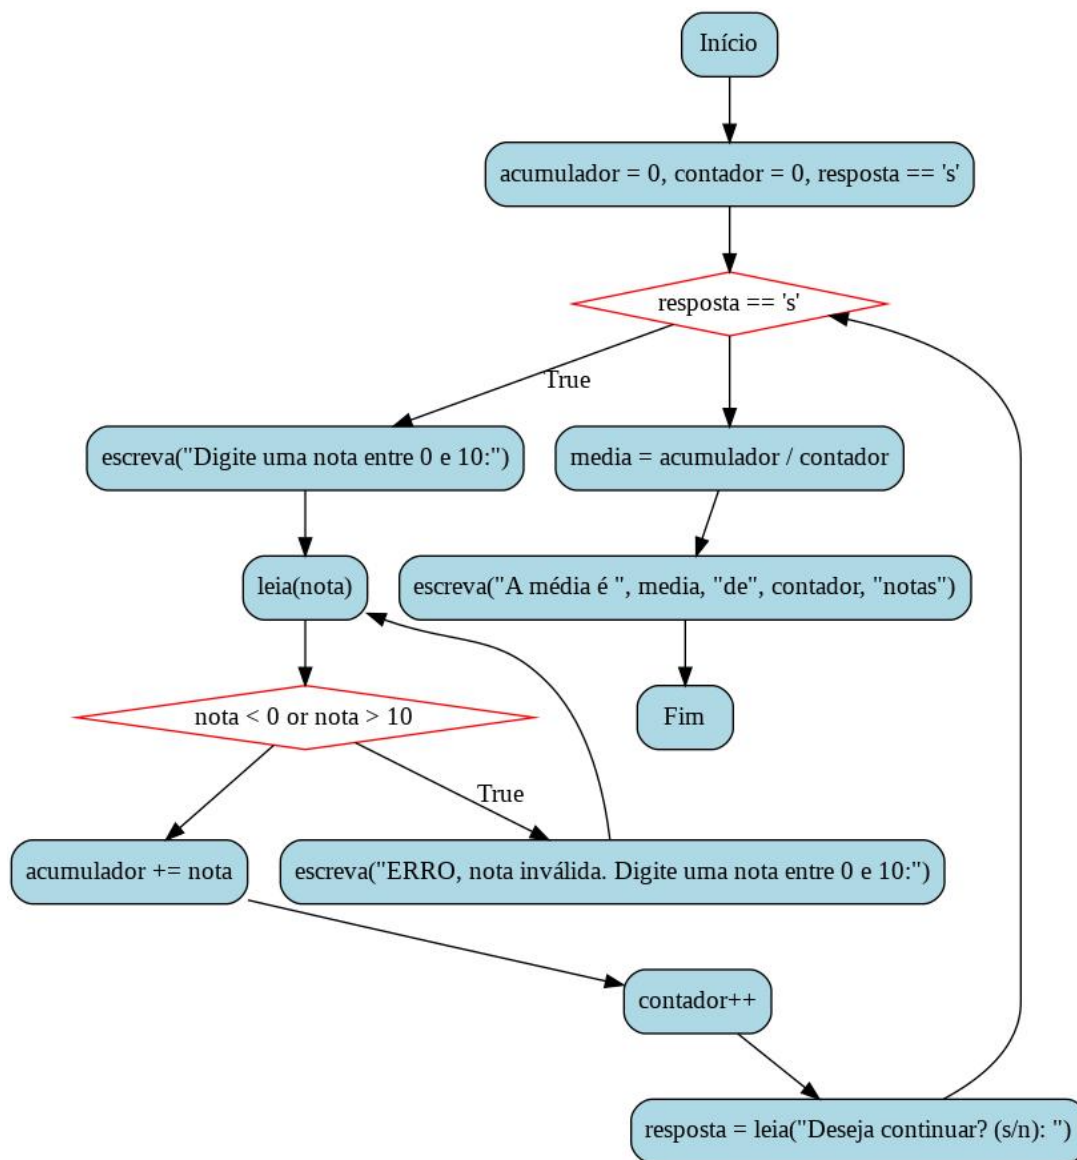 Início
acumulador = 0, contador = 0, resposta == 's'
resposta == 's'
True
escreva("Digite uma nota entre 0 e 10:")
media = acumulador / contador
leia(nota)
escreva("A média é ", media, "de", contador, "notas")
nota < 0 or nota > 10
Fim
True
acumulador += nota
escreva("ERRO, nota inválida. Digite uma nota entre 0 e 10:")
contador++
resposta = leia("Deseja continuar? (s/n): ")